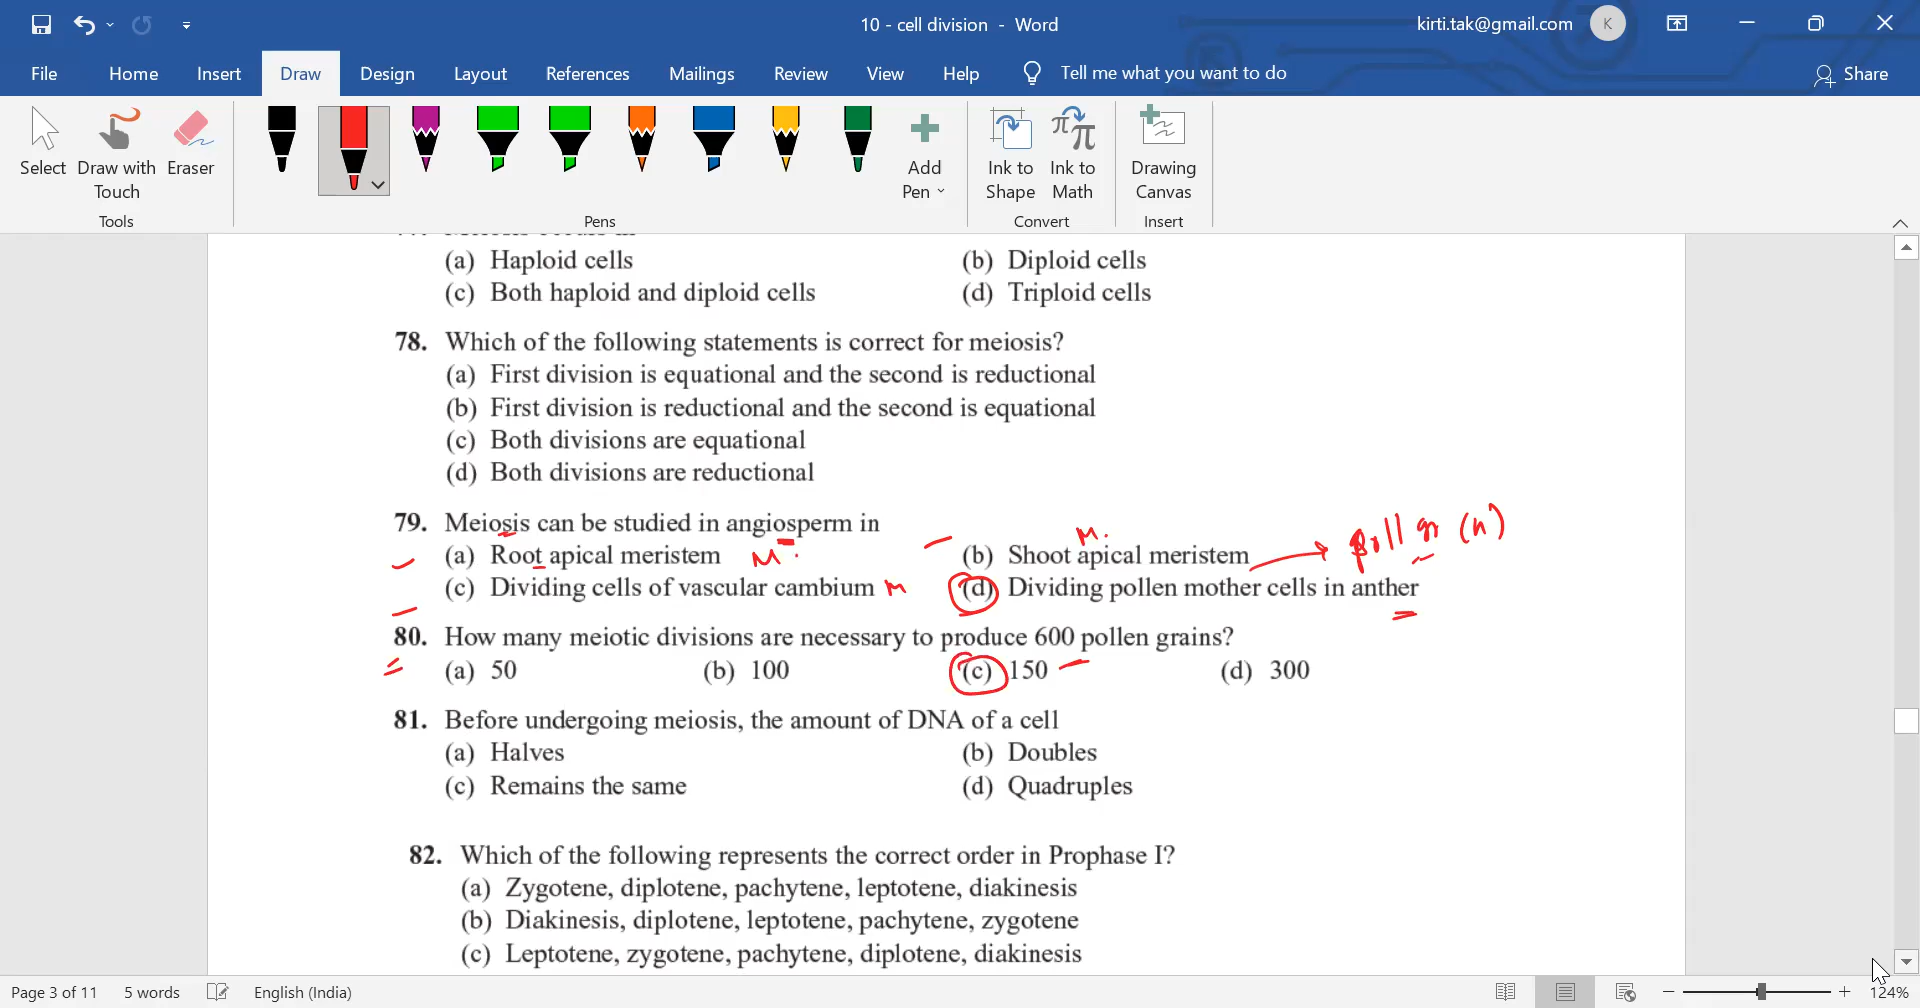 10 - cell division - Word
kirti.tak@gmail.com
K
File Home Insert Draw Design Layout References Mailings Review View Help Tell me what you want to do Share
Select Draw with Touch Eraser Add Pen Ink to Shape Ink to Math Drawing Canvas
Tools Pens Convert Insert
(a) Haploid cells (b) Diploid cells
(c) Both haploid and diploid cells (d) Triploid cells
78. Which of the following statements is correct for meiosis?
(a) First division is equational and the second is reductional
(b) First division is reductional and the second is equational
(c) Both divisions are equational
(d) Both divisions are reductional
79. Meiosis can be studied in angiosperm in
M. poll gr (n)
(a) Root apical meristem M (b) Shoot apical meristem
(c) Dividing cells of vascular cambium M (d) Dividing pollen mother cells in anther
80. How many meiotic divisions are necessary to produce 600 pollen grains?
(a) 50 (b) 100 (c) 150 (d) 300
81. Before undergoing meiosis, the amount of DNA of a cell
(a) Halves (b) Doubles
(c) Remains the same (d) Quadruples
82. Which of the following represents the correct order in Prophase I?
(a) Zygotene, diplotene, pachytene, leptotene, diakinesis
(b) Diakinesis, diplotene, leptotene, pachytene, zygotene
(c) Leptotene, zygotene, pachytene, diplotene, diakinesis
Page 3 of 11 5 words English (India) 124%